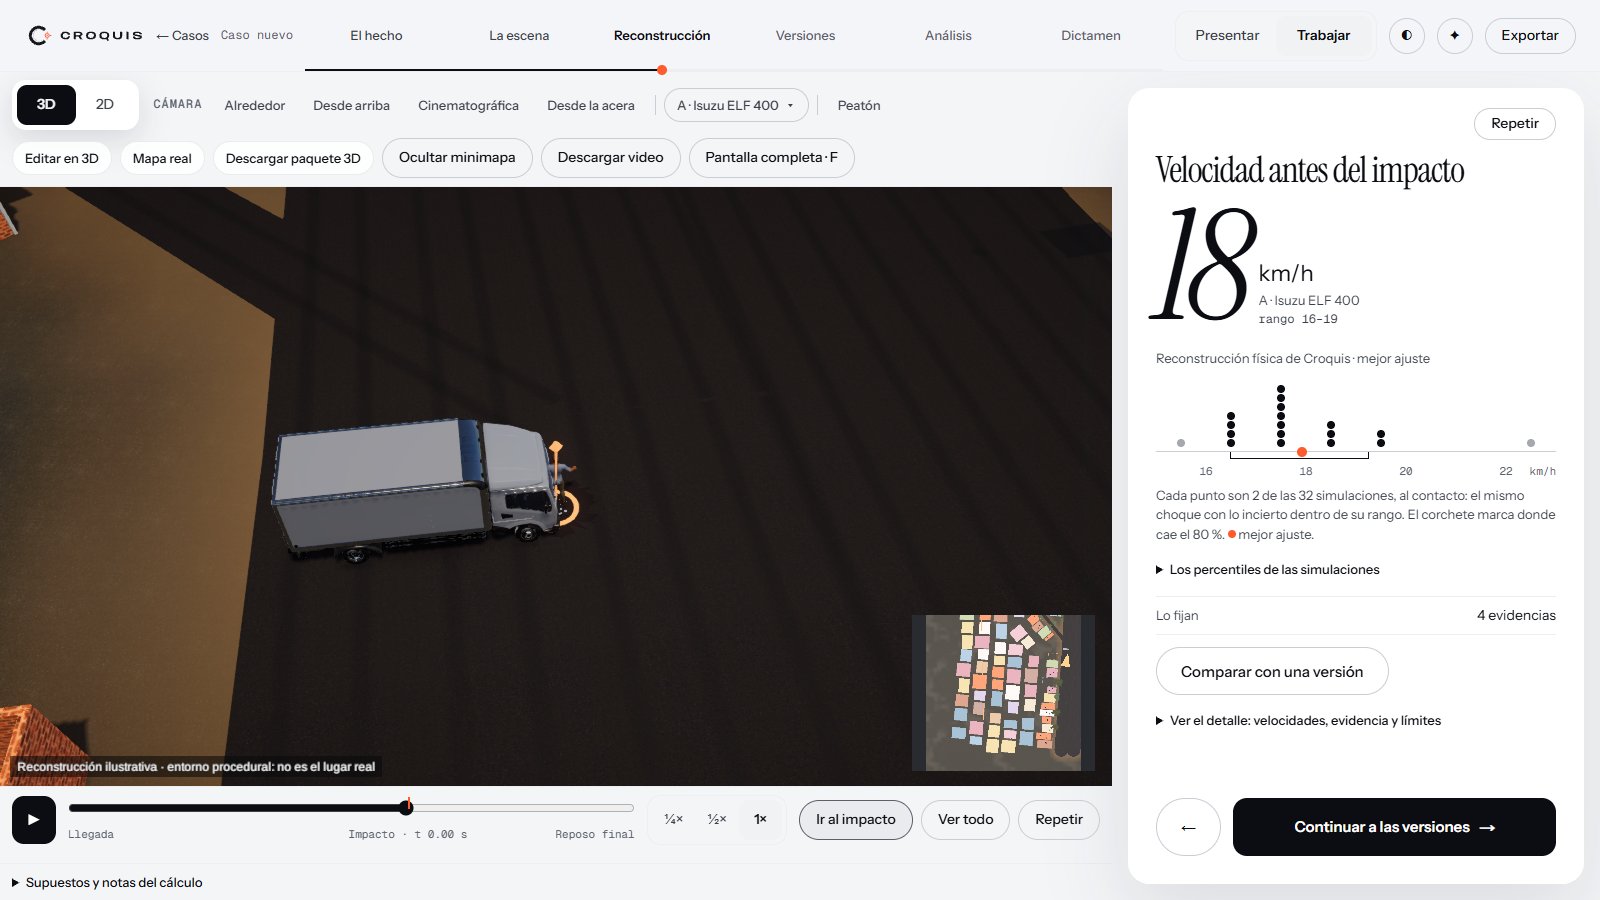 CROQUIS ← Casos Caso nuevo El hecho La escena Reconstrucción Versiones Análisis Dictamen Presentar Trabajar Exportar
3D 2D CÁMARA Alrededor Desde arriba Cinematográfica Desde la acera A · Isuzu ELF 400 Peatón
Editar en 3D Mapa real Descargar paquete 3D Ocultar minimapa Descargar video Pantalla completa · F
Reconstrucción ilustrativa · entorno procedural: no es el lugar real
Llegada Impacto · t 0.00 s Reposo final
¼× ½× 1× Ir al impacto Ver todo Repetir
Supuestos y notas del cálculo
Repetir
Velocidad antes del impacto
18 km/h
A · Isuzu ELF 400
rango 16–19
Reconstrucción física de Croquis · mejor ajuste
16 18 20 22 km/h
Cada punto son 2 de las 32 simulaciones, al contacto: el mismo
choque con lo incierto dentro de su rango. El corchete marca donde
cae el 80 %. mejor ajuste.
Los percentiles de las simulaciones
Lo fijan 4 evidencias
Comparar con una versión
Ver el detalle: velocidades, evidencia y límites
← Continuar a las versiones →